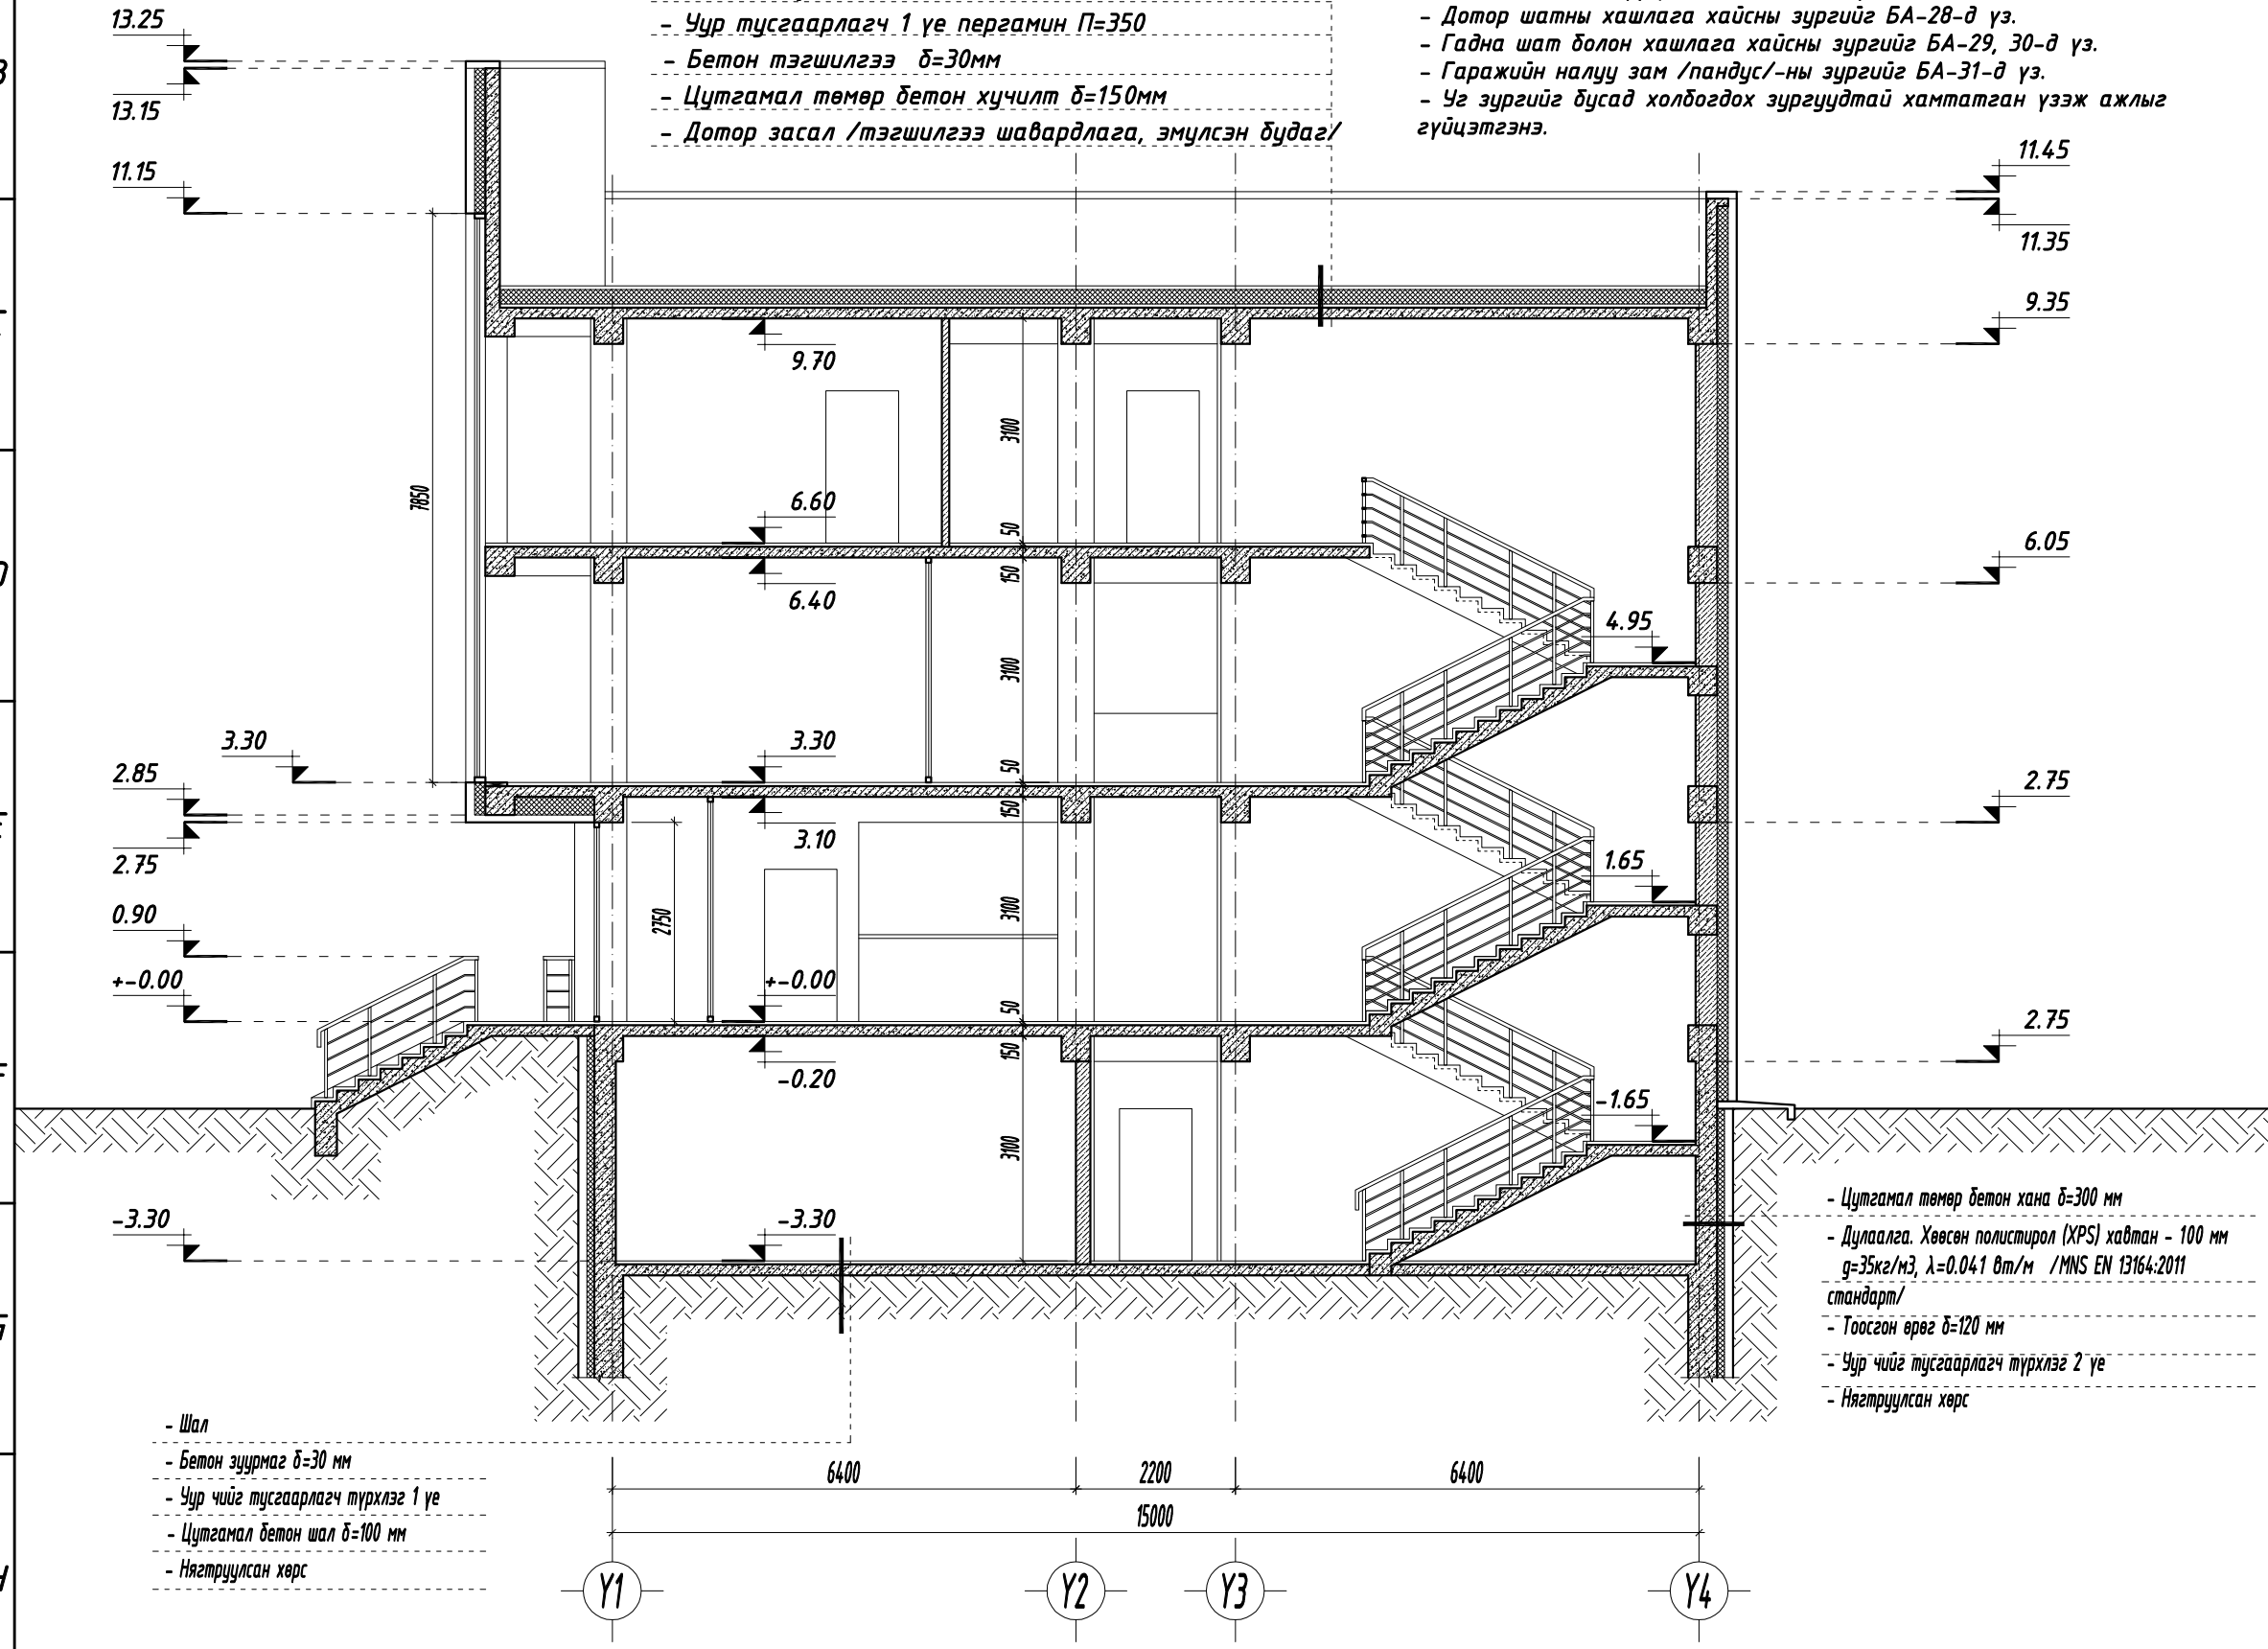 - Уур тусгаарлагч 1 үе пергамин П=350
- Бетон тэгшилгээ δ=30мм
- Цутгамал төмөр бетон хучилт δ=150мм
- Дотор засал /тэгшилгээ шавардлага, эмулсэн будаг/
- Дотор шатны хашлага хайсны зургийг БА-28-д үз.
- Гадна шат болон хашлага хайсны зургийг БА-29, 30-д үз.
- Гаражийн налуу зам /пандус/-ны зургийг БА-31-д үз.
- Уг зургийг бусад холбогдох зургуудтай хамтатган үзэж ажлыг
гүйцэтгэнэ.
13.25
13.15
11.15
3.30
2.85
2.75
0.90
+-0.00
-3.30
7850
9.70
6.60
6.40
3.30
3.10
+-0.00
-0.20
-3.30
2750
3100
50
150
3100
50
150
3100
50
150
3100
4.95
1.65
-1.65
11.45
11.35
9.35
6.05
2.75
2.75
- Цутгамал төмөр бетон хана δ=300 мм
- Дулаалга. Хөөсөн полистирол (XPS) хавтан - 100 мм
g=35кг/м3, λ=0.041 вт/м /MNS EN 13164:2011
стандарт/
- Тоосгон өрөг δ=120 мм
- Уур чийг тусгаарлагч түрхлэг 2 үе
- Нягтруулсан хөрс
- Шал
- Бетон зуурмаг δ=30 мм
- Уур чийг тусгаарлагч түрхлэг 1 үе
- Цутгамал бетон шал δ=100 мм
- Нягтруулсан хөрс
6400
2200
6400
15000
Y1
Y2
Y3
Y4